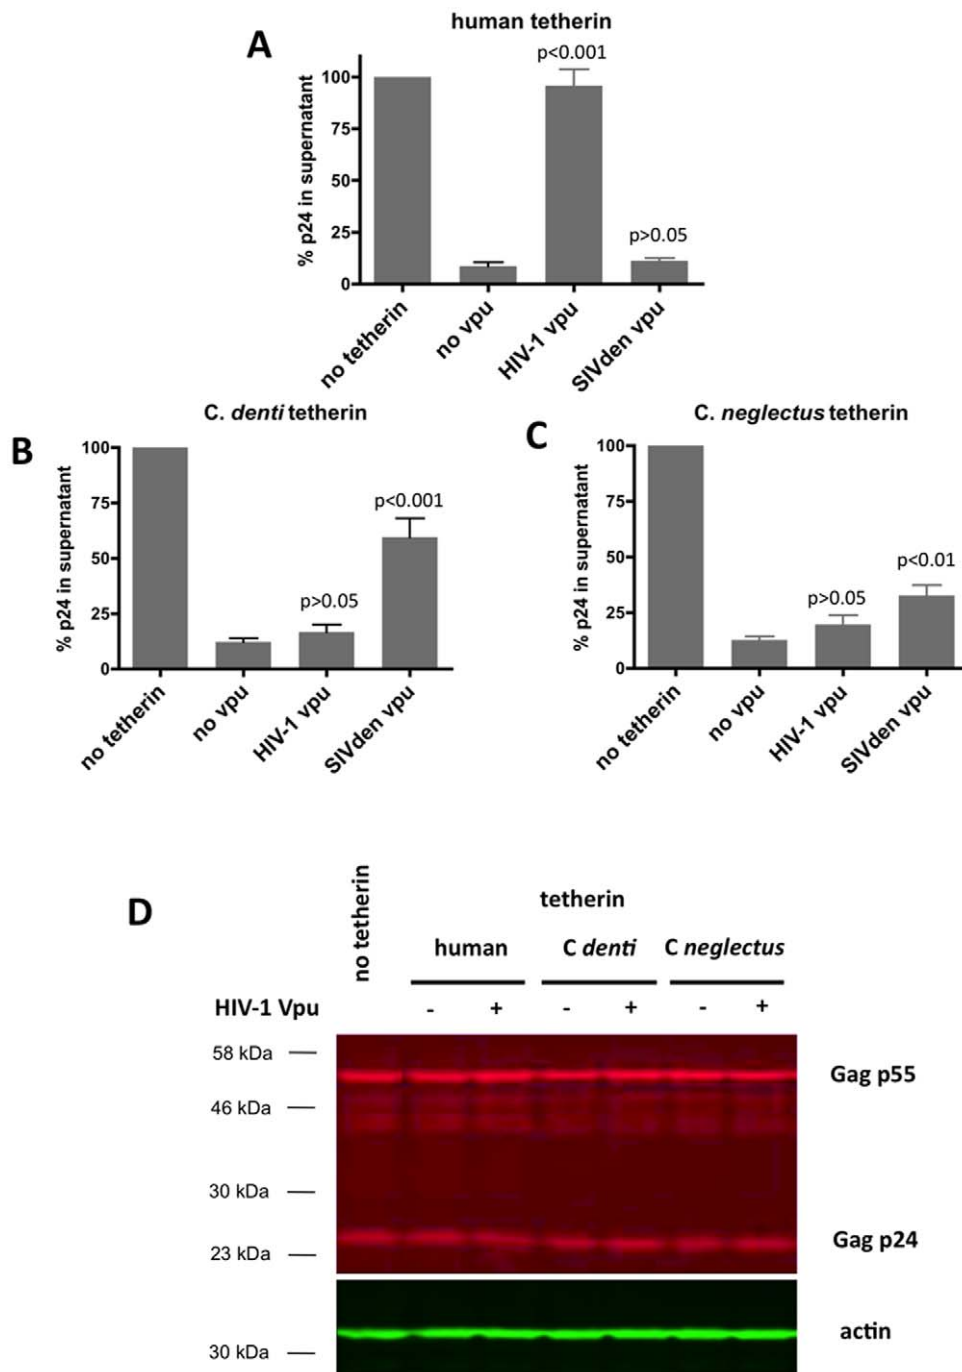 A
human tetherin
% p24 in supernatant
100
75
50
25
0
p<0.001
p>0.05
no tetherin
no vpu
HIV-1 vpu
SIVden vpu
B
C. denti tetherin
% p24 in supernatant
100
75
50
25
0
p>0.05
p<0.001
no tetherin
no vpu
HIV-1 vpu
SIVden vpu
C
C. neglectus tetherin
% p24 in supernatant
100
75
50
25
0
p>0.05
p<0.01
no tetherin
no vpu
HIV-1 vpu
SIVden vpu
D
no tetherin
tetherin
human C denti C neglectus
HIV-1 Vpu - + - + - +
58 kDa
46 kDa
30 kDa
23 kDa
Gag p55
Gag p24
actin
30 kDa